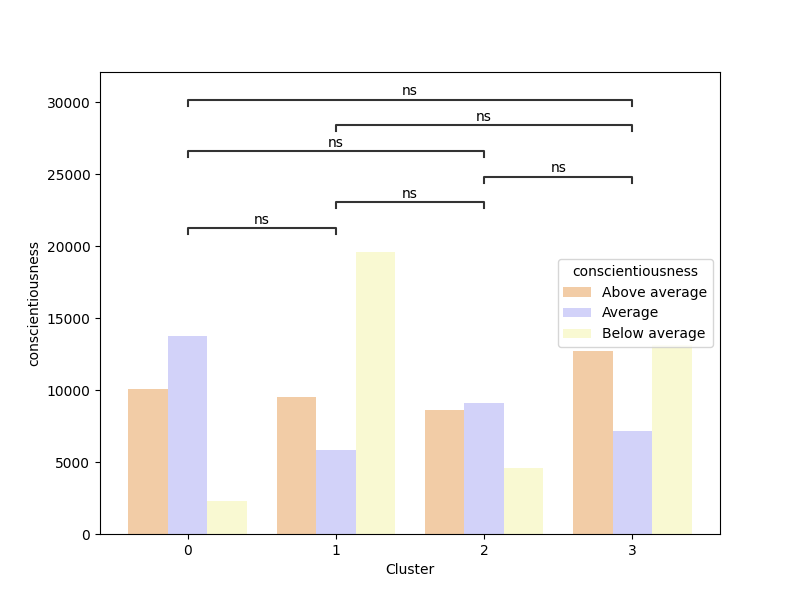 30000
25000
20000
15000
10000
5000
0
conscientiousness
ns
ns
ns
ns
ns
ns
conscientiousness
Above average
Average
Below average
0 1 2 3
Cluster